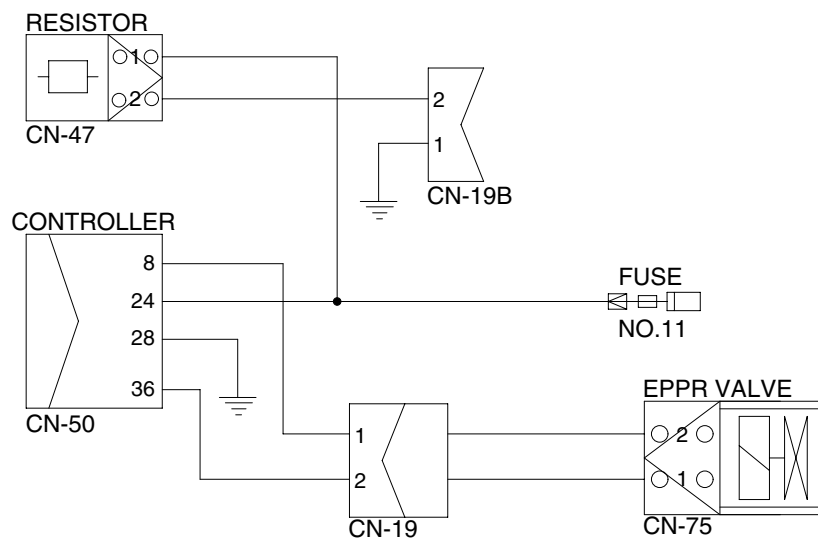 RESISTOR
1
2
CN-47
2
1
CN-19B
CONTROLLER
8
24
28
36
CN-50
FUSE
NO.11
1
2
CN-19
EPPR VALVE
2
1
CN-75